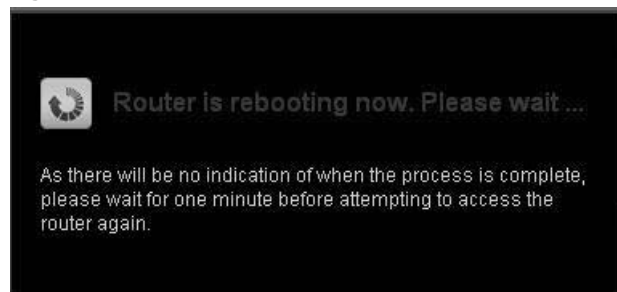 Router is rebooting now. Please wait ...
As there will be no indication of when the process is complete,
please wait for one minute before attempting to access the
router again.